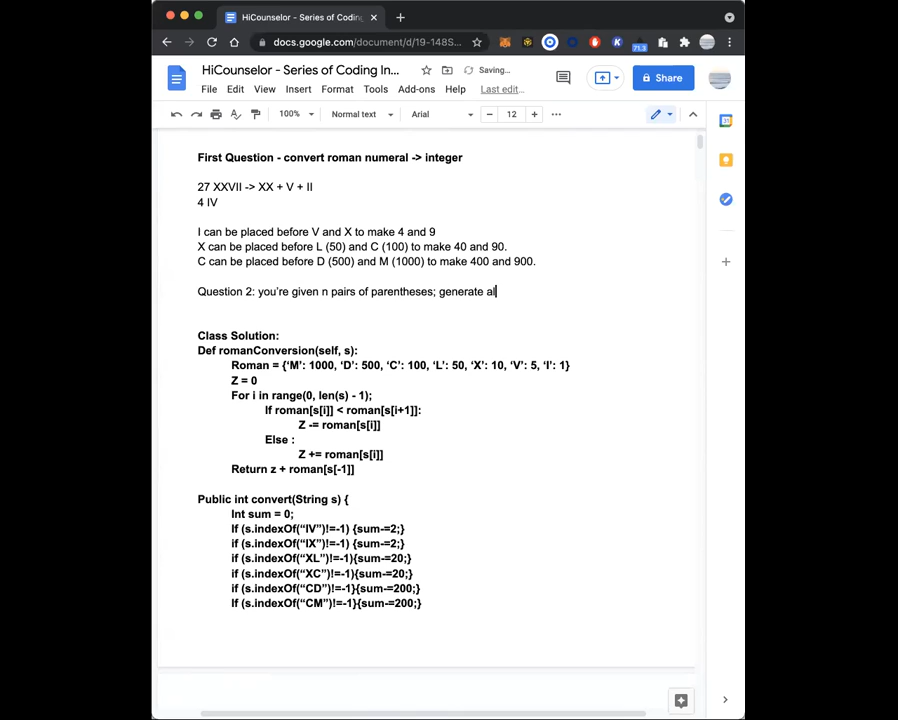 HiCounselor - Series of Coding
docs.google.com/document/d/19-148S...
71.3
HiCounselor - Series of Coding In...
Saving...
File Edit View Insert Format Tools Add-ons Help Last edit...
Share
100% Normal text Arial 12
31
First Question - convert roman numeral -> integer
27 XXVII -> XX + V + II
4 IV
I can be placed before V and X to make 4 and 9
X can be placed before L (50) and C (100) to make 40 and 90.
C can be placed before D (500) and M (1000) to make 400 and 900.
Question 2: you’re given n pairs of parentheses; generate al
Class Solution:
Def romanConversion(self, s):
Roman = {‘M’: 1000, ‘D’: 500, ‘C’: 100, ‘L’: 50, ‘X’: 10, ‘V’: 5, ‘I’: 1}
Z = 0
For i in range(0, len(s) - 1);
If roman[s[i]] < roman[s[i+1]]:
Z -= roman[s[i]]
Else :
Z += roman[s[i]]
Return z + roman[s[-1]]
Public int convert(String s) {
Int sum = 0;
If (s.indexOf(“IV”)!=-1) {sum-=2;}
if (s.indexOf(“IX”)!=-1) {sum-=2;}
if (s.indexOf(“XL”)!=-1){sum-=20;}
if (s.indexOf(“XC”)!=-1){sum-=20;}
if (s.indexOf(“CD”)!=-1}{sum-=200;}
If (s.indexOf(“CM”)!=-1}{sum-=200;}